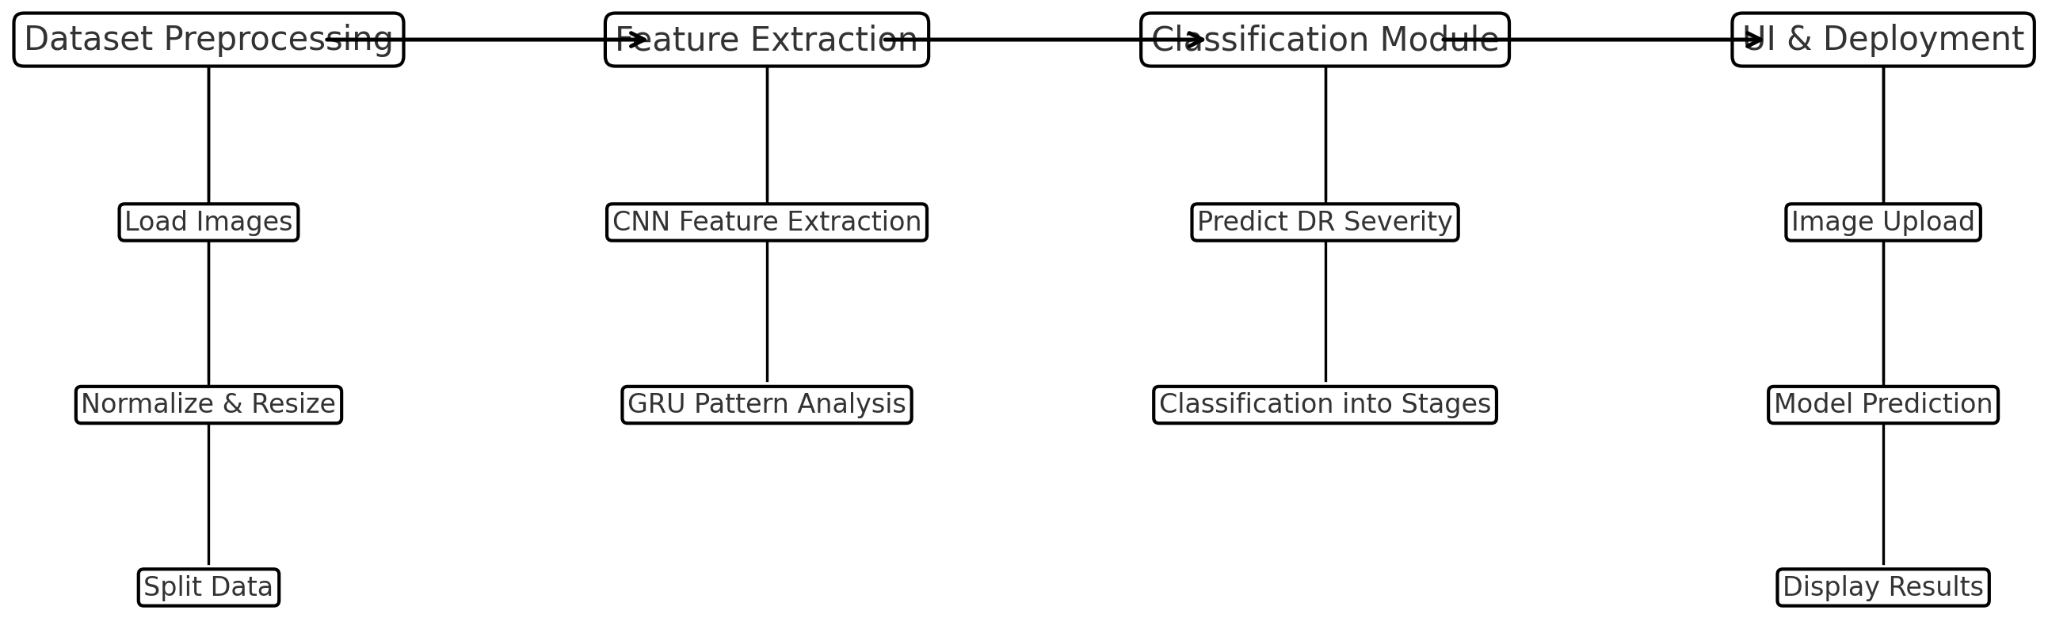 Dataset Preprocessing
Feature Extraction
Classification Module
UI & Deployment
Load Images
CNN Feature Extraction
Predict DR Severity
Image Upload
Normalize & Resize
GRU Pattern Analysis
Classification into Stages
Model Prediction
Split Data
Display Results